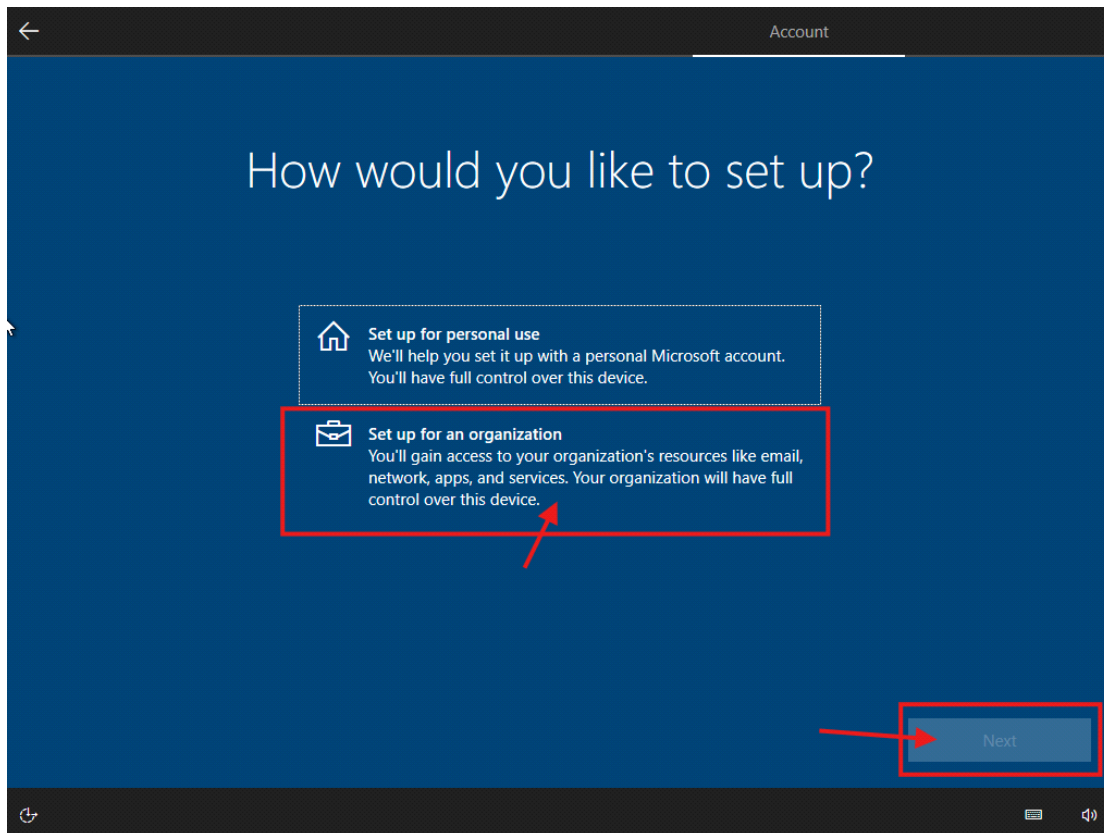 Account
How would you like to set up?
Set up for personal use
We'll help you set it up with a personal Microsoft account.
You'll have full control over this device.
Set up for an organization
You'll gain access to your organization's resources like email,
network, apps, and services. Your organization will have full
control over this device.
Next